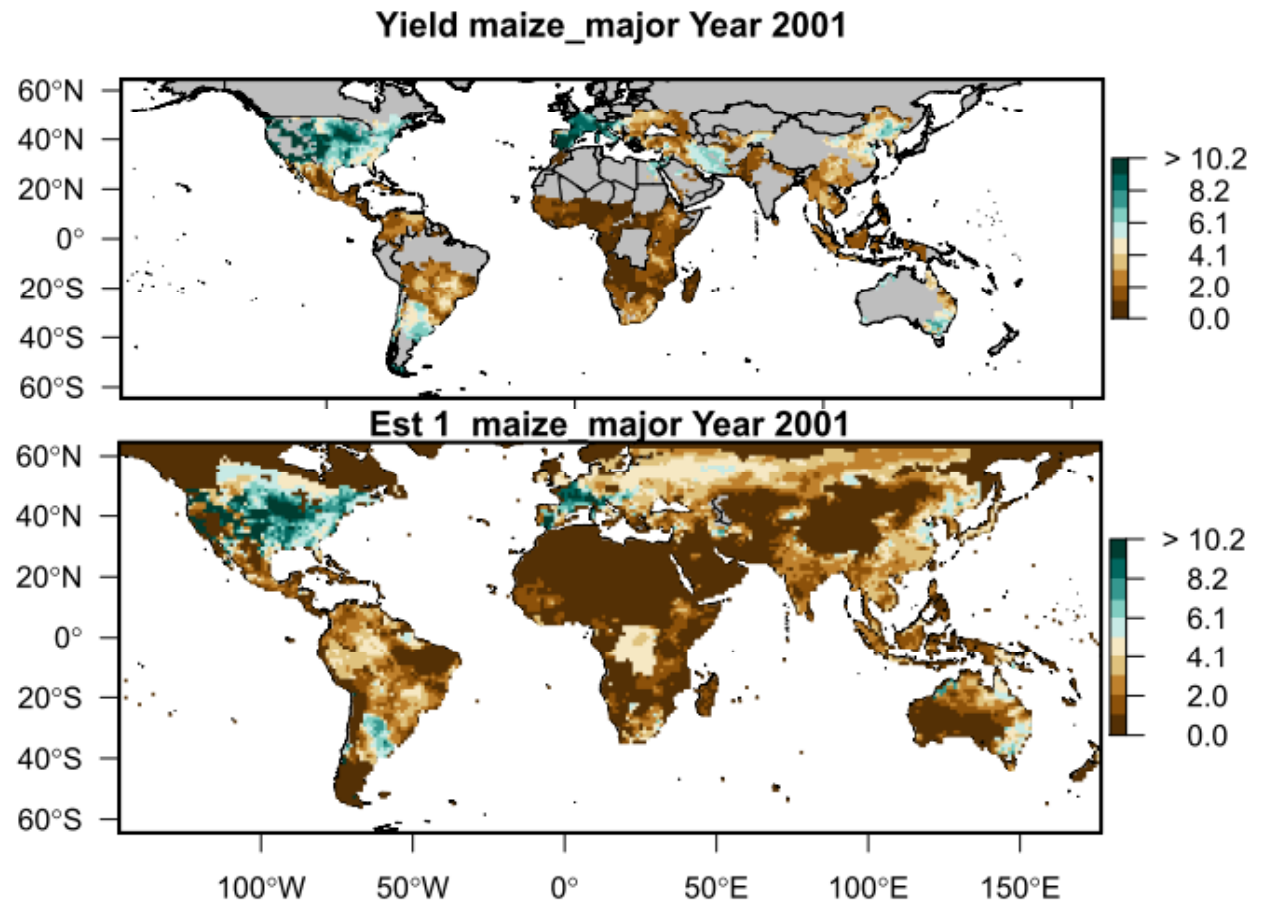 Yield maize_major Year 2001
60°N
40°N
20°N
0°
20°S
40°S
60°S
> 10.2
8.2
6.1
4.1
2.0
0.0
Est 1 maize_major Year 2001
60°N
40°N
20°N
0°
20°S
40°S
60°S
> 10.2
8.2
6.1
4.1
2.0
0.0
100°W 50°W 0° 50°E 100°E 150°E